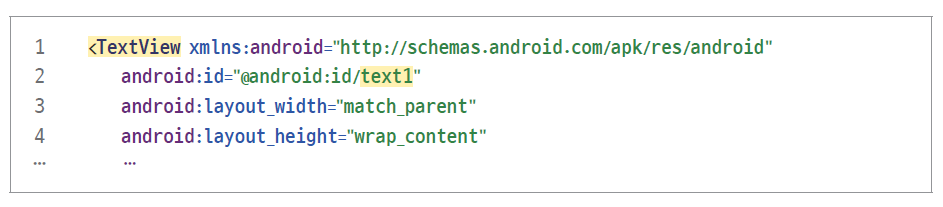 1 <TextView xmlns:android="http://schemas.android.com/apk/res/android"
2 android:id="@android:id/text1"
3 android:layout_width="match_parent"
4 android:layout_height="wrap_content"
… …